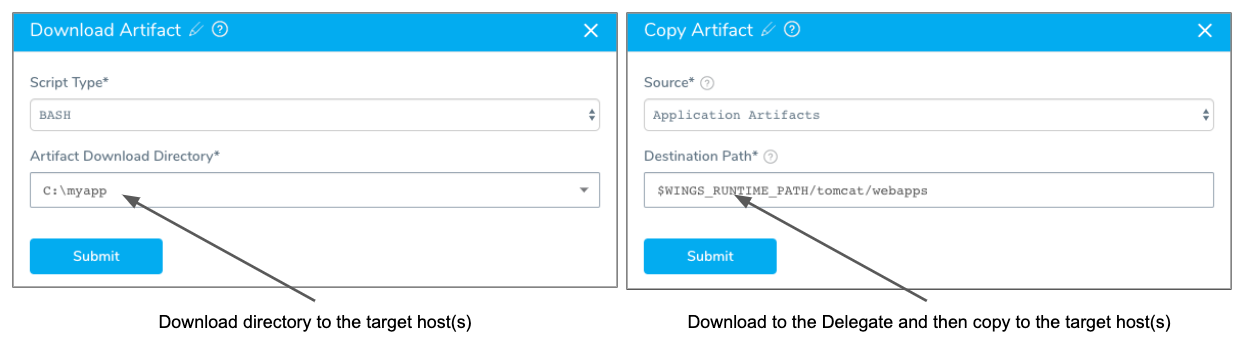 Download Artifact
Script Type*
BASH
Artifact Download Directory*
C:\myapp
Submit
Download directory to the target host(s)
Copy Artifact
Source*
Application Artifacts
Destination Path*
$WINGS_RUNTIME_PATH/tomcat/webapps
Submit
Download to the Delegate and then copy to the target host(s)